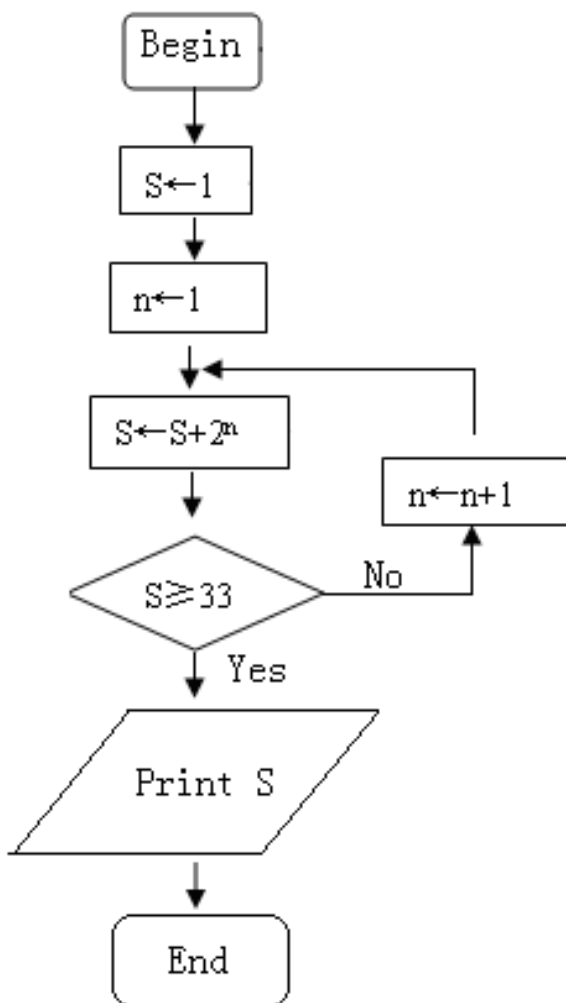 Begin
S←1
n←1
S←S+2ⁿ
n←n+1
S≥33
No
Yes
Print S
End